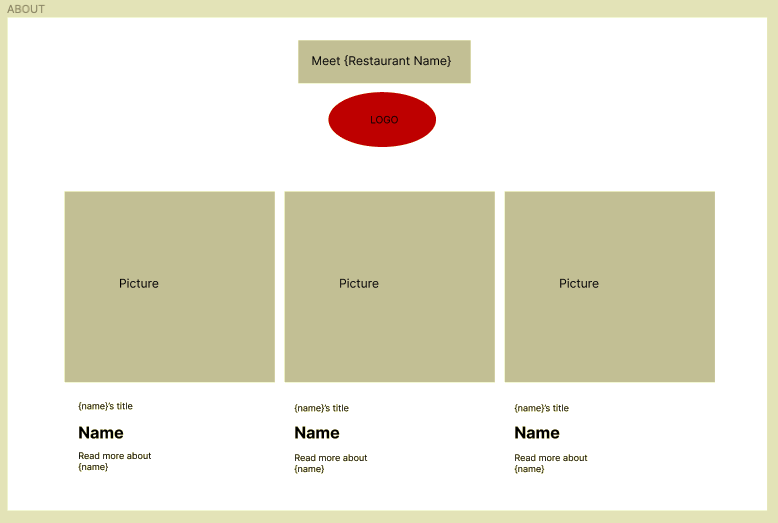 ABOUT
Meet {Restaurant Name}
LOGO
Picture
Picture
Picture
{name}'s title
Name
Read more about
{name}
{name}'s title
Name
Read more about
{name}
{name}'s title
Name
Read more about
{name}